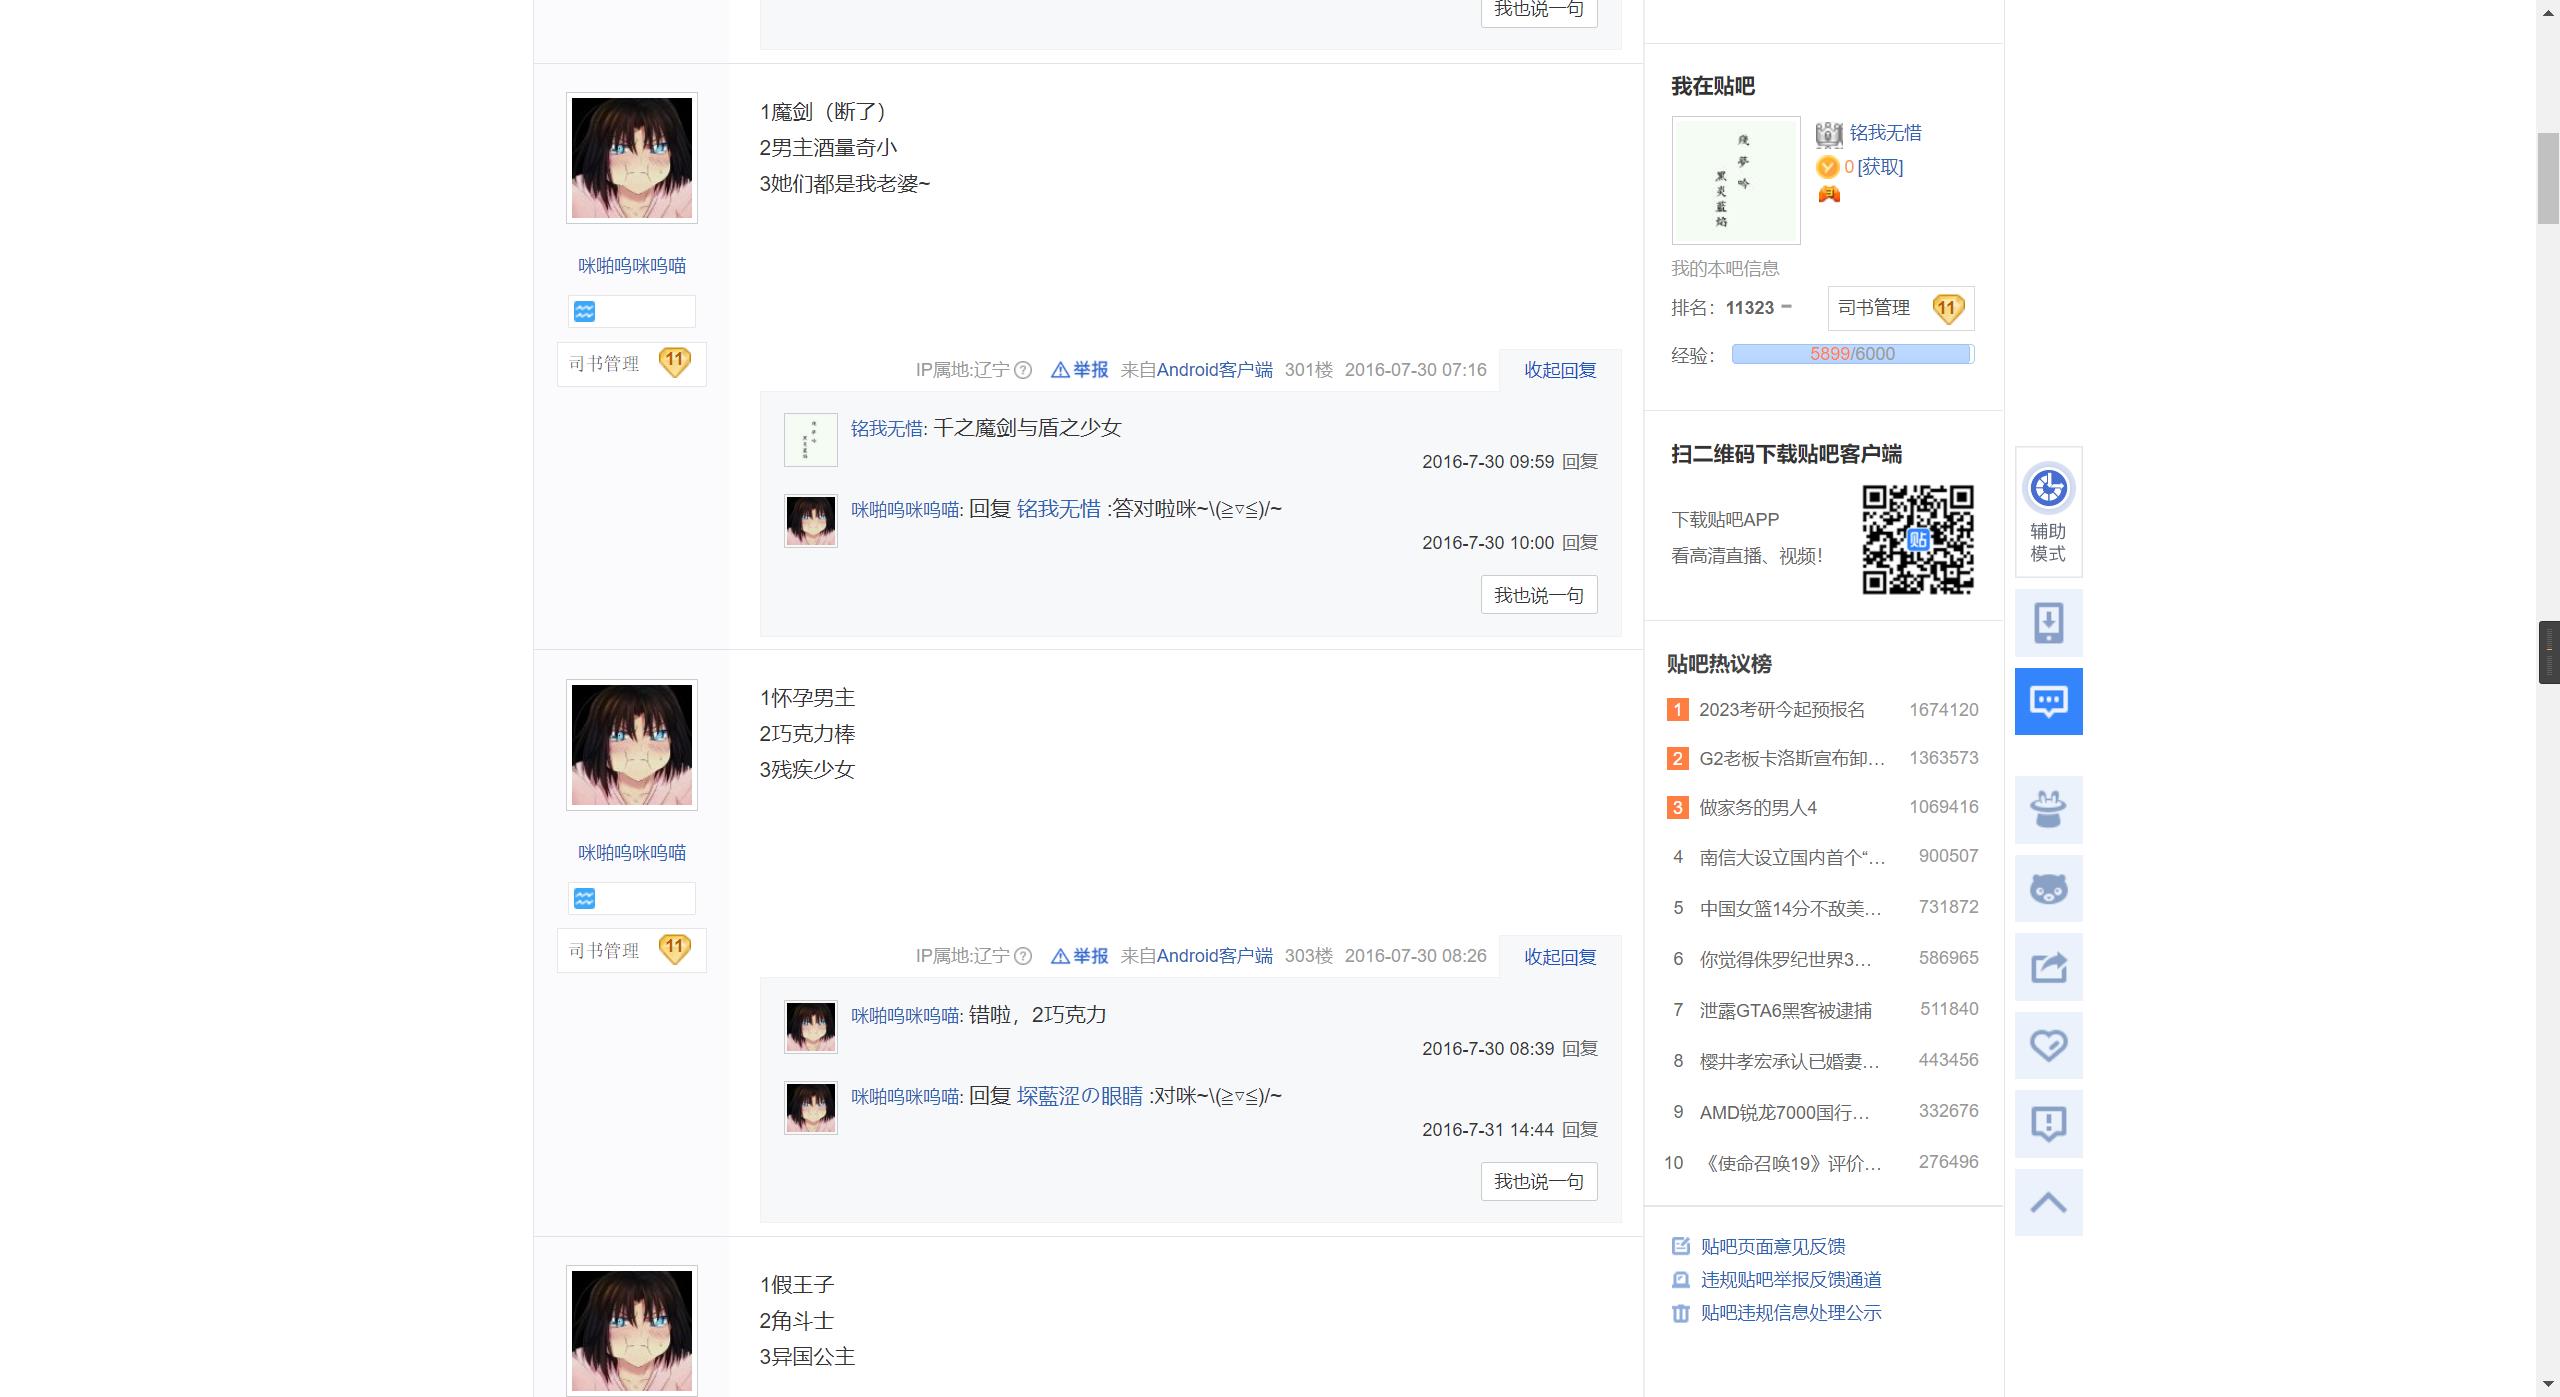 我也说一句
1魔剑（断了）
2男主酒量奇小
3她们都是我老婆~
咪啪呜咪呜喵
司书管理 11
IP属地:辽宁 举报 来自Android客户端 301楼 2016-07-30 07:16 收起回复
铭我无惜: 千之魔剑与盾之少女
2016-7-30 09:59 回复
咪啪呜咪呜喵: 回复 铭我无惜 :答对啦咪~\(≧▽≦)/~
2016-7-30 10:00 回复
我也说一句
1怀孕男主
2巧克力棒
3残疾少女
咪啪呜咪呜喵
司书管理 11
IP属地:辽宁 举报 来自Android客户端 303楼 2016-07-30 08:26 收起回复
咪啪呜咪呜喵: 错啦，2巧克力
2016-7-30 08:39 回复
咪啪呜咪呜喵: 回复 堔藍涩の眼睛 :对咪~\(≧▽≦)/~
2016-7-31 14:44 回复
我也说一句
1假王子
2角斗士
3异国公主
我在贴吧
残夢吟
黑炎蓝焰
铭我无惜
0 [获取]
3
我的本吧信息
排名： 11323 司书管理 11
经验： 5899/6000
扫二维码下载贴吧客户端
下载贴吧APP
看高清直播、视频！
贴
贴吧热议榜
1 2023考研今起预报名 1674120
2 G2老板卡洛斯宣布卸... 1363573
3 做家务的男人4 1069416
4 南信大设立国内首个“... 900507
5 中国女篮14分不敌美... 731872
6 你觉得侏罗纪世界3... 586965
7 泄露GTA6黑客被逮捕 511840
8 樱井孝宏承认已婚妻... 443456
9 AMD锐龙7000国行... 332676
10 《使命召唤19》评价... 276496
贴吧页面意见反馈
违规贴吧举报反馈通道
贴吧违规信息处理公示
辅助
模式